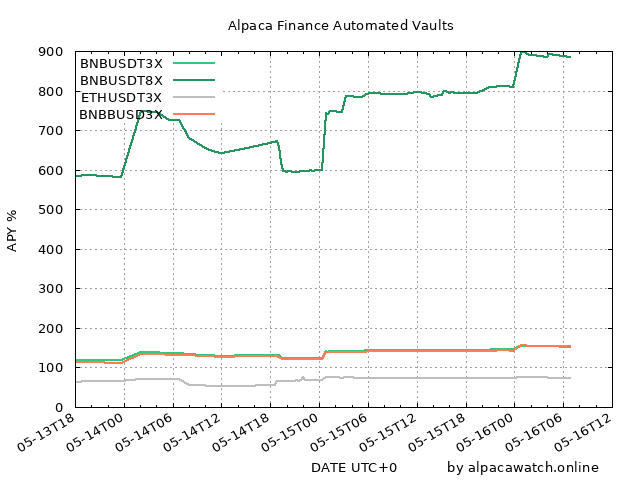 Alpaca Finance Automated Vaults
900
800
700
600
500
400
300
200
100
0
APY %
BNBUSDT3X
BNBUSDT8X
ETHUSDT3X
BNBBUSD3X
05-13T18
05-14T00
05-14T06
05-14T12
05-14T18
05-15T00
05-15T06
05-15T12
05-15T18
05-16T00
05-16T06
05-16T12
DATE UTC+0
by alpacawatch.online